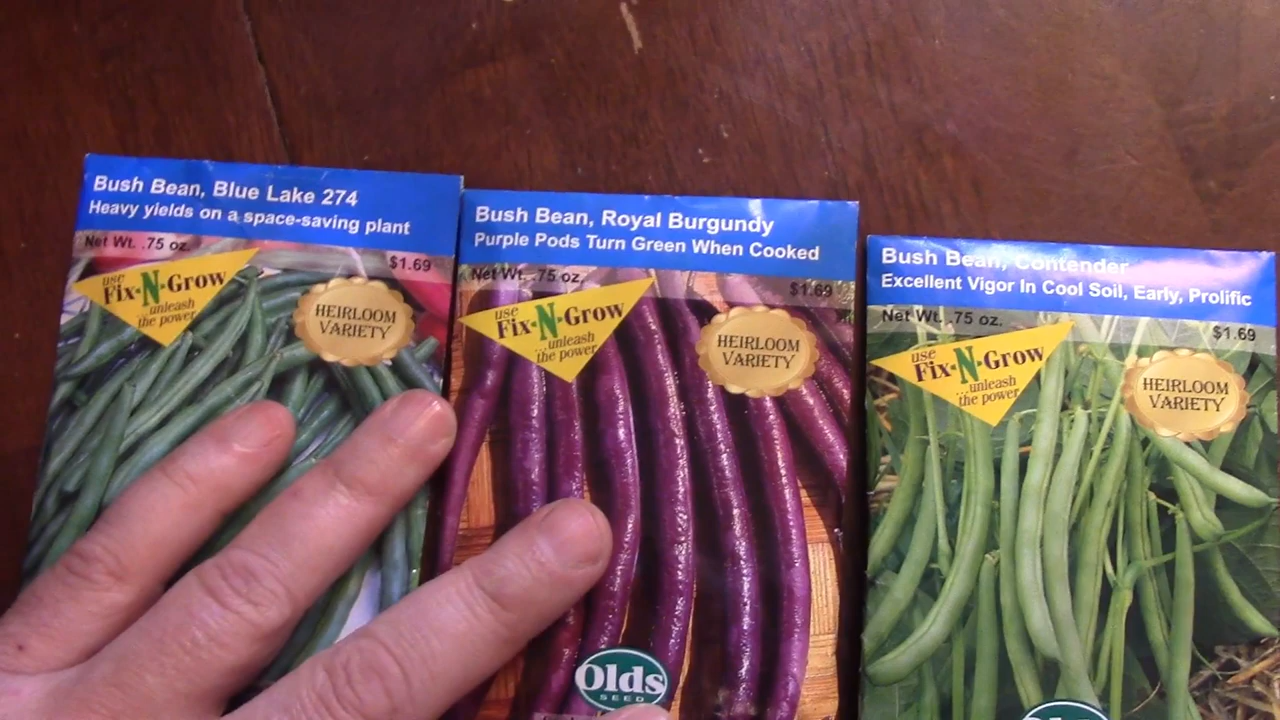 Bush Bean, Blue Lake 274
Heavy yields on a space-saving plant
Net Wt. .75 oz.
$1.69
use
Fix-N-Grow
...unleash
the power
HEIRLOOM
VARIETY
Bush Bean, Royal Burgundy
Purple Pods Turn Green When Cooked
Net Wt. .75 oz.
$1.69
use
Fix-N-Grow
...unleash
the power
HEIRLOOM
VARIETY
Olds
SEED
Bush Bean, Contender
Excellent Vigor In Cool Soil, Early, Prolific
Net Wt. .75 oz.
$1.69
use
Fix-N-Grow
...unleash
the power
HEIRLOOM
VARIETY
Olds